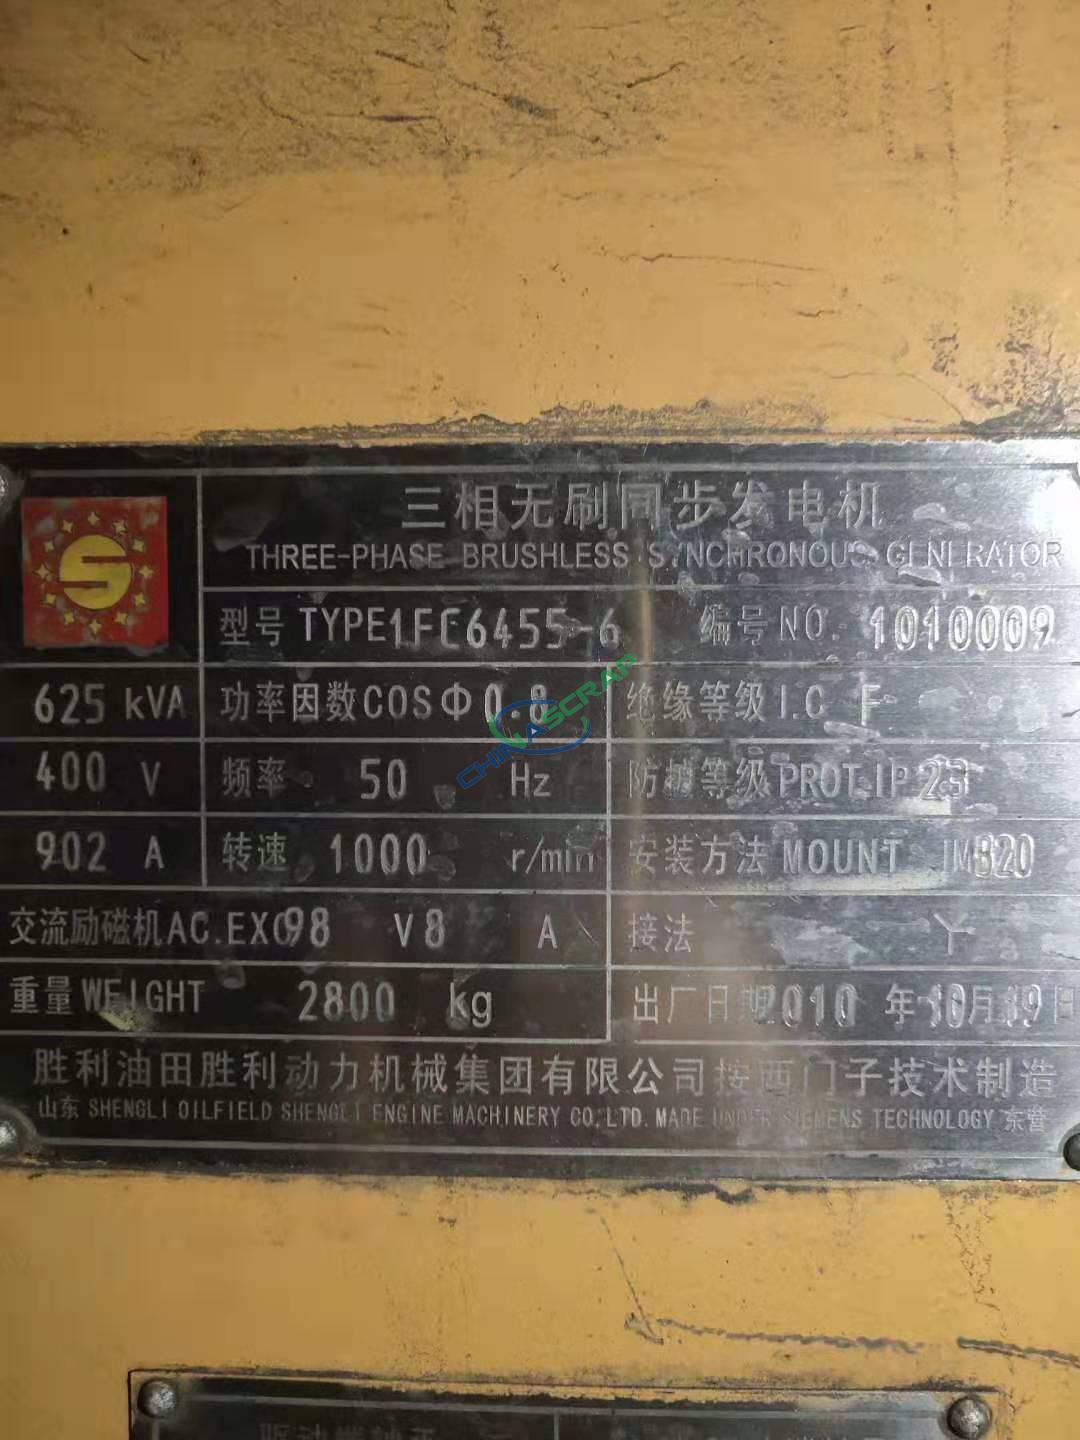 三相无刷同步发电机
THREE-PHASE BRUSHLESS SYNCHRONOUS GENERATOR
型号 TYPE 1FC6455-6 编号 NO. 1010009
625 kVA 功率因数 COSΦ 0.8 绝缘等级 I.C F
400 V 频率 50 Hz 防护等级 PROT.IP 23
902 A 转速 1000 r/min 安装方法 MOUNT IMB20
交流励磁机 AC.EXC 98 V 8 A 接法 Y
重量 WEIGHT 2800 kg 出厂日期 2010 年 10 月 19 日
胜利油田胜利动力机械集团有限公司按西门子技术制造
山东 SHENGLI OILFIELD SHENGLI ENGINE MACHINERY CO.,LTD. MADE UNDER SIEMENS TECHNOLOGY 东营
S
CHINASCRAP